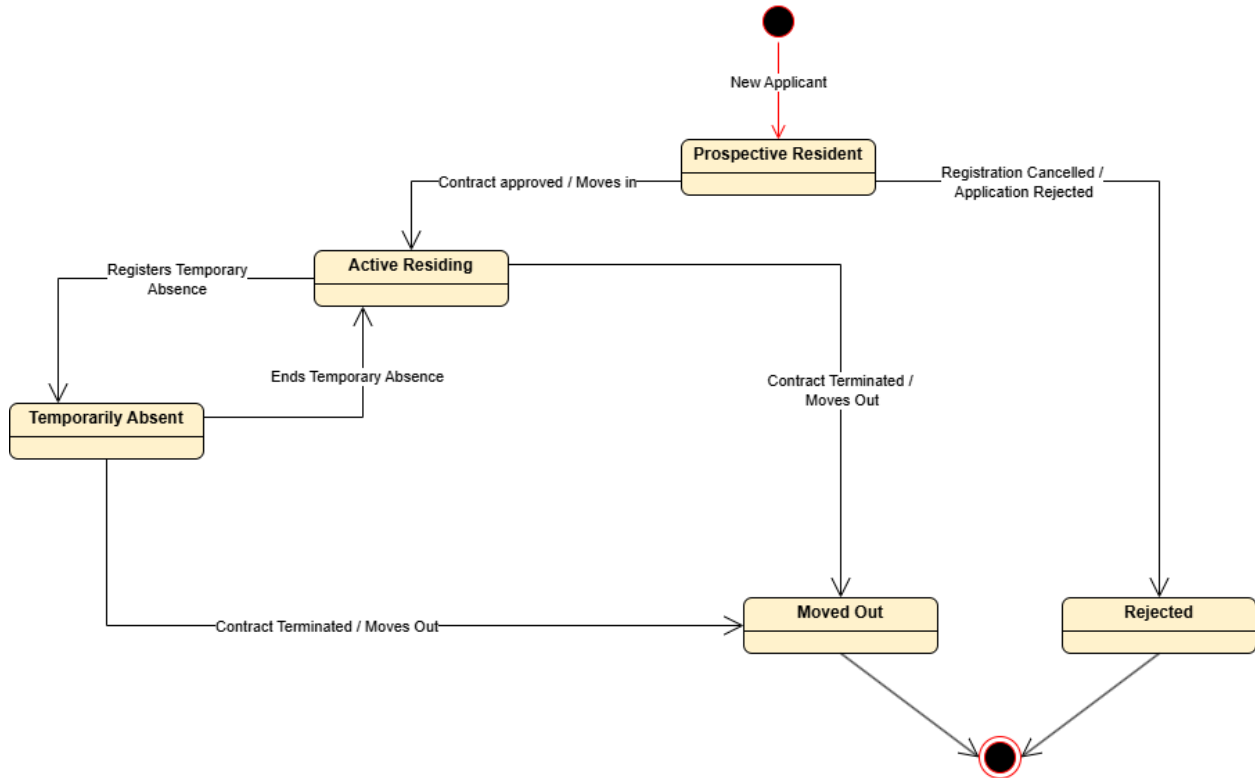 New Applicant
Prospective Resident
Contract approved / Moves in
Registration Cancelled /
Application Rejected
Active Residing
Registers Temporary
Absence
Ends Temporary Absence
Contract Terminated /
Moves Out
Temporarily Absent
Contract Terminated / Moves Out
Moved Out
Rejected